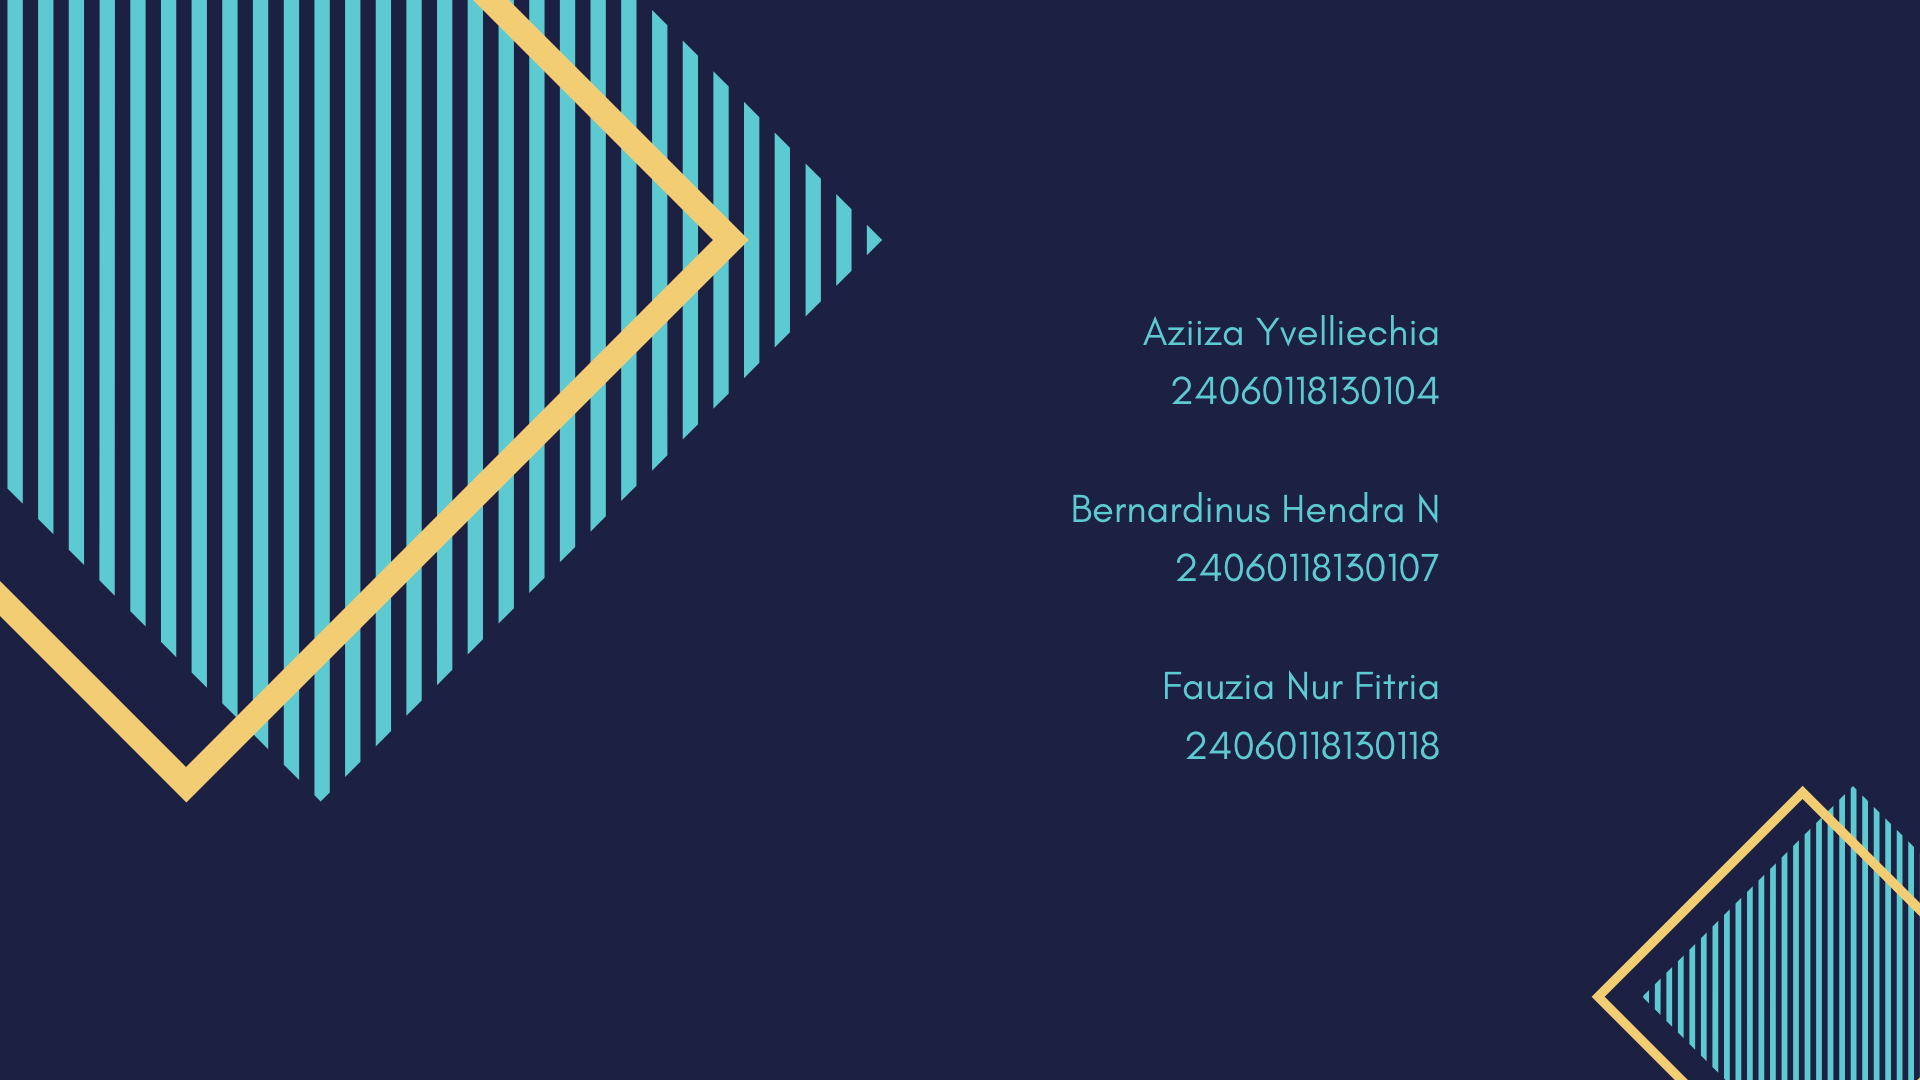 Aziiza Yvelliechia
24060118130104
Bernardinus Hendra N
24060118130107
Fauzia Nur Fitria
24060118130118